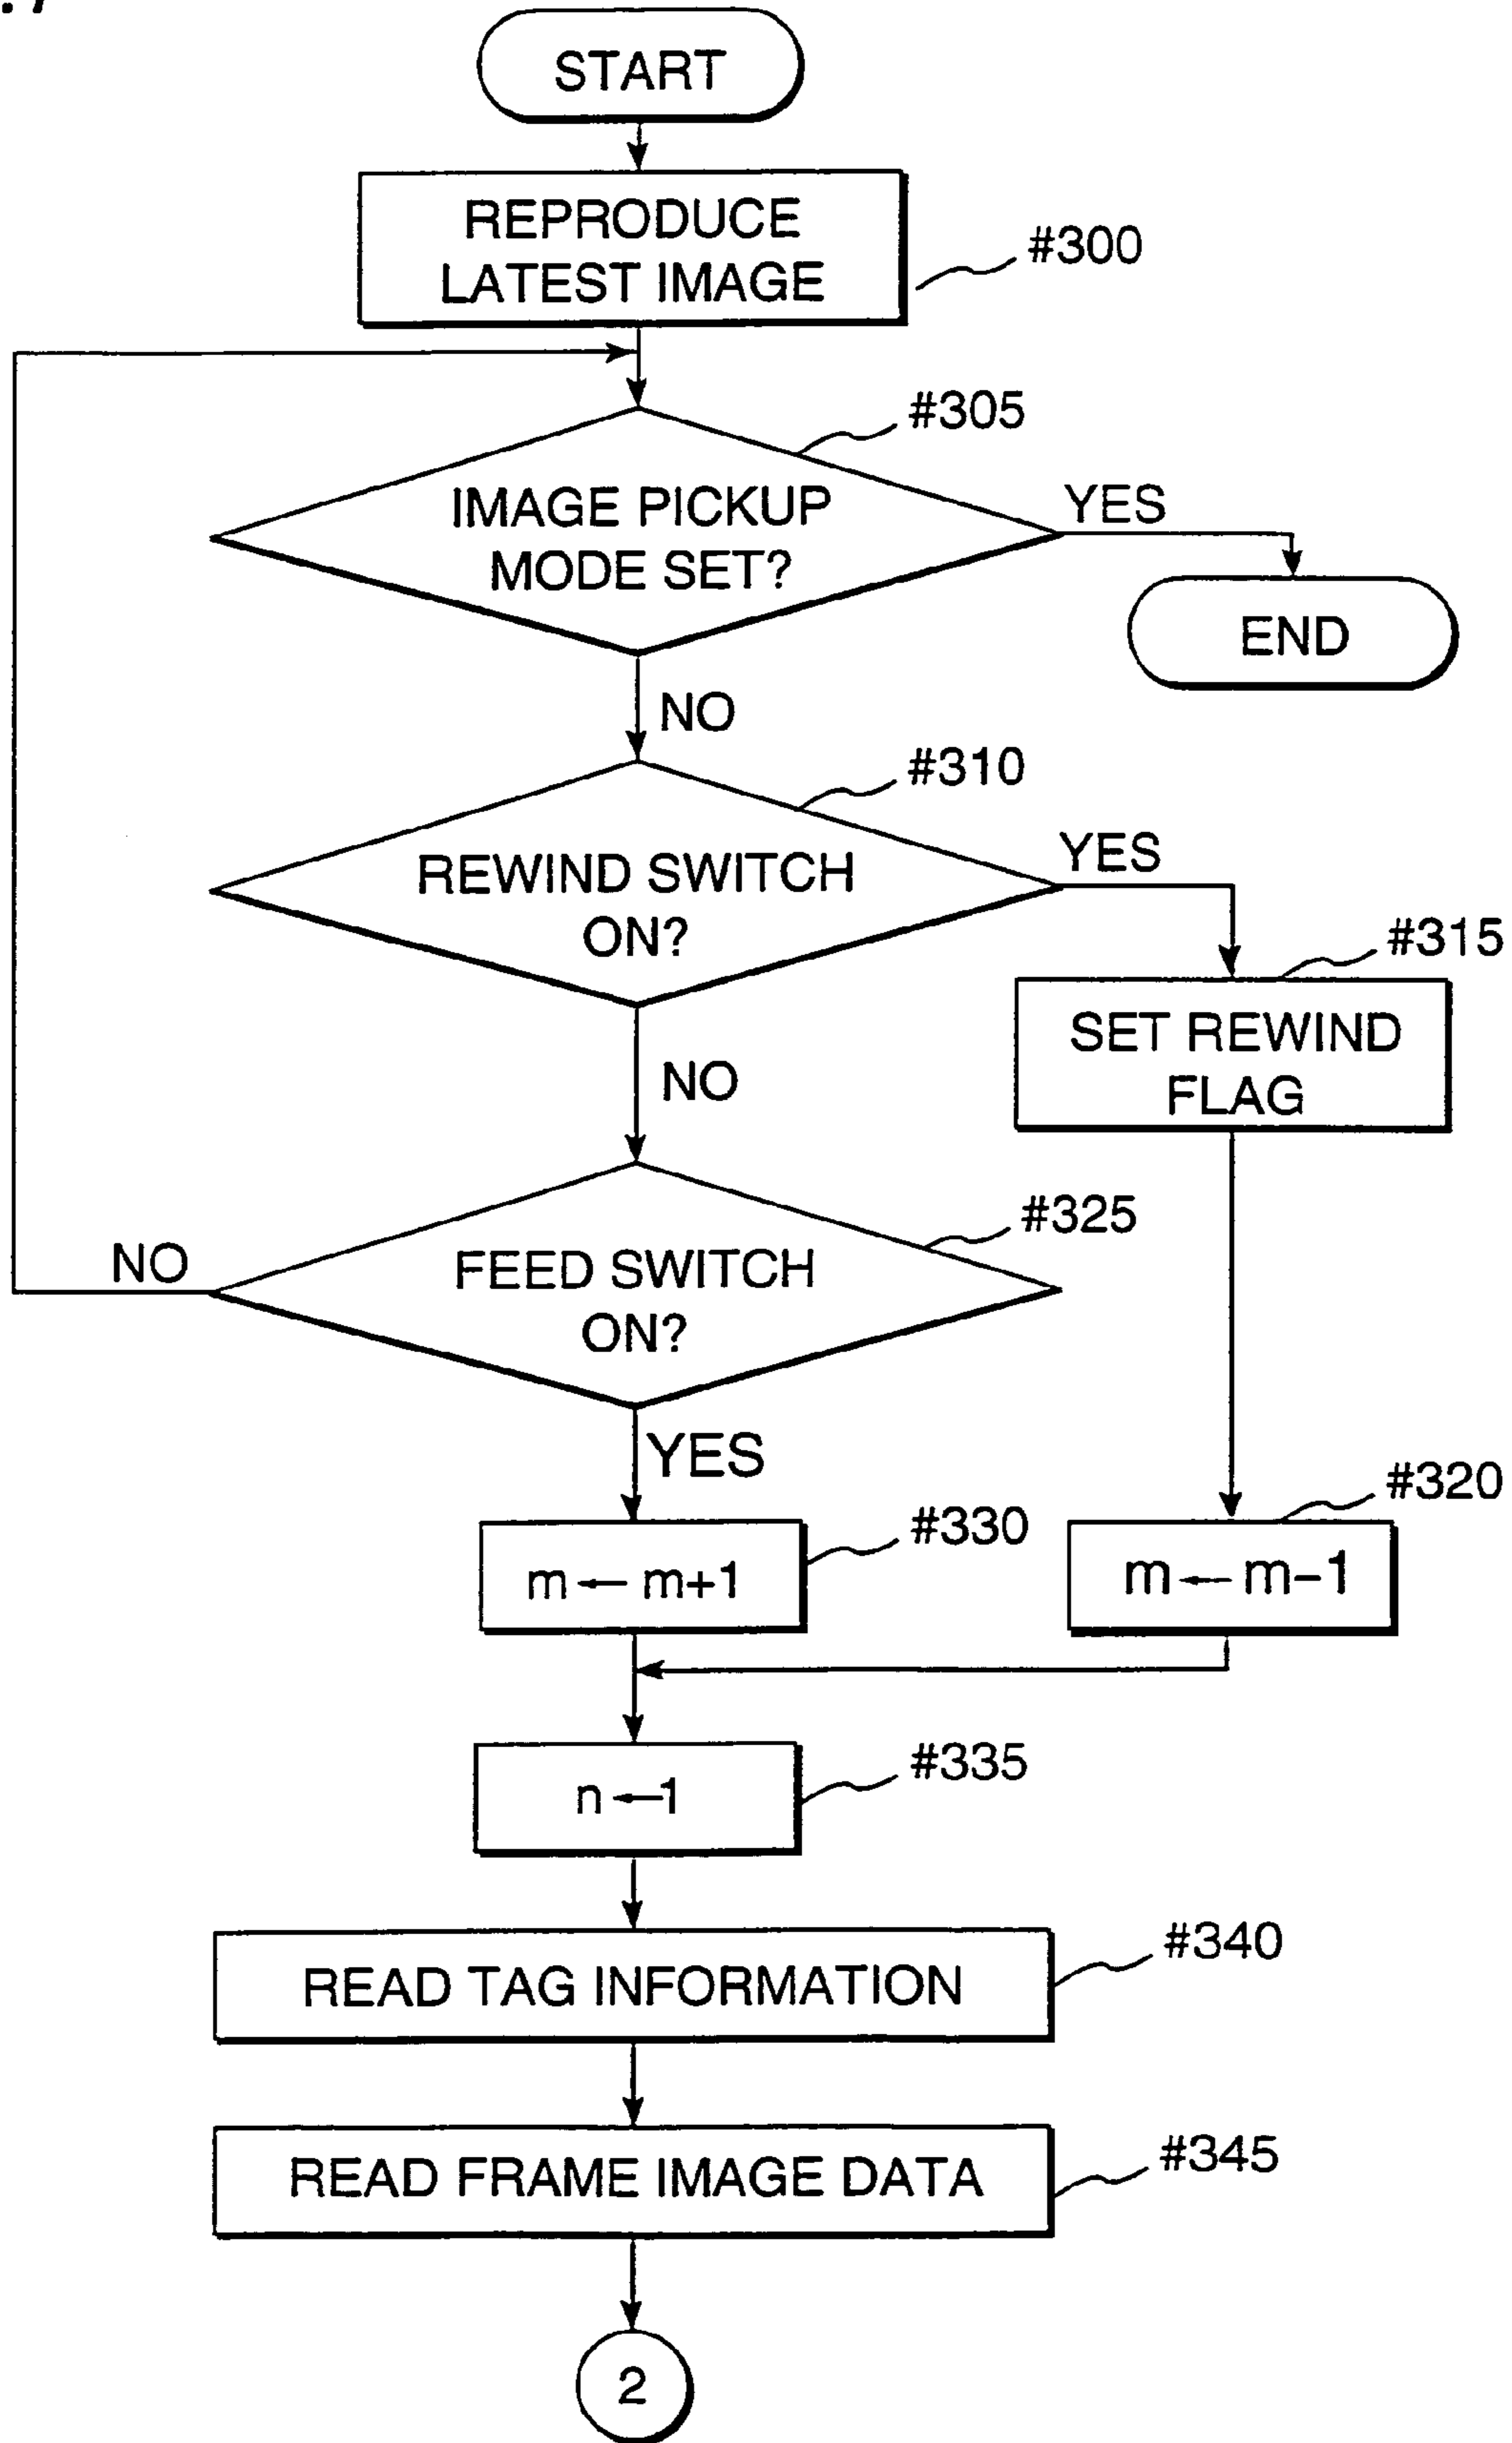 START
REPRODUCE
LATEST IMAGE
#300
#305
IMAGE PICKUP
MODE SET?
YES
END
NO
#310
REWIND SWITCH
ON?
YES
#315
SET REWIND
FLAG
NO
#325
FEED SWITCH
ON?
NO
YES
#330
m ← m+1
#320
m ← m−1
#335
n ← 1
#340
READ TAG INFORMATION
#345
READ FRAME IMAGE DATA
2